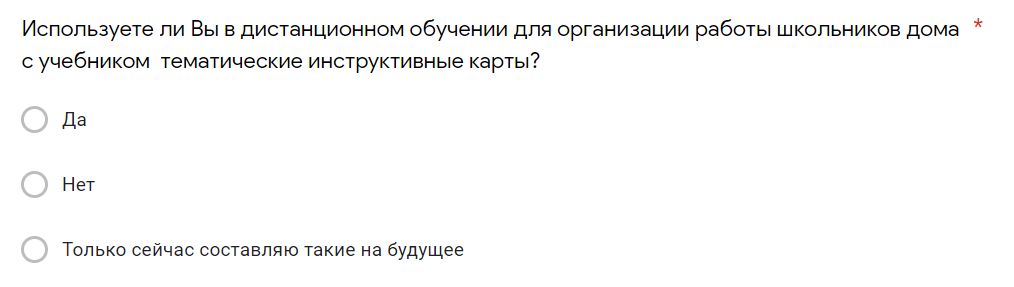 Используете ли Вы в дистанционном обучении для организации работы школьников дома *
с учебником  тематические инструктивные карты?
Да
Нет
Только сейчас составляю такие на будущее